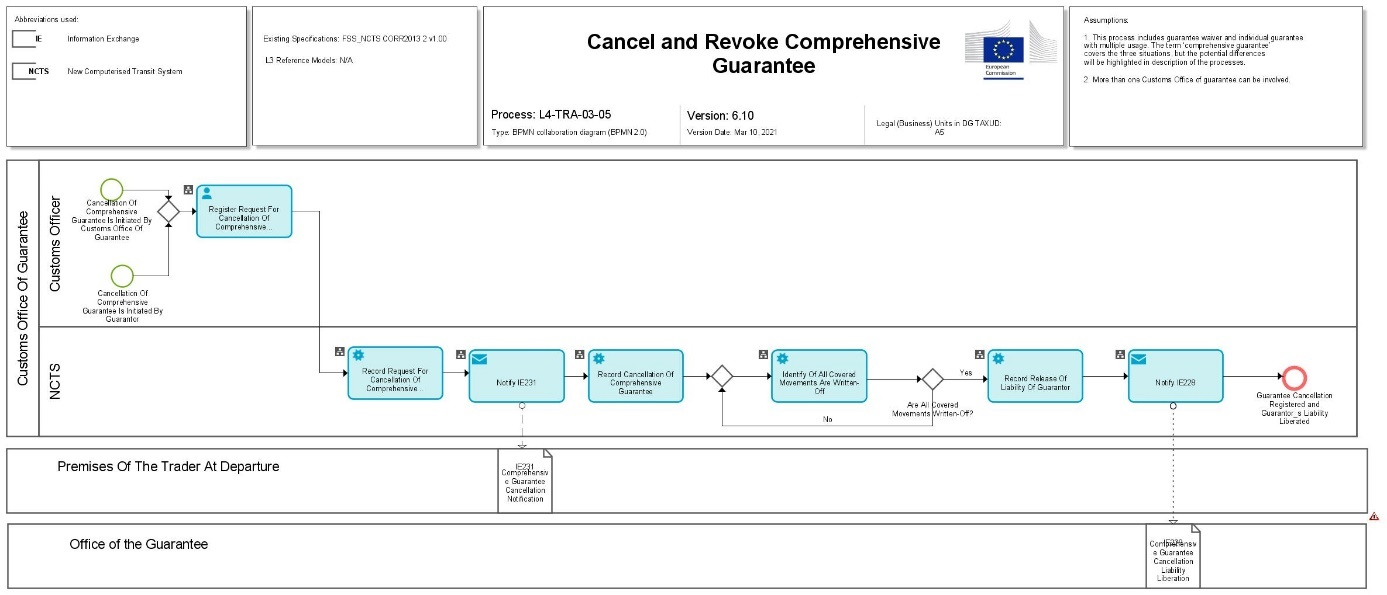 Abbreviations used:
IE
Information Exchange
NCTS
New Computerised Transit System
Existing Specifications: FSS_NCTS CORR2013 2 v1.00
L3 Reference Models: N/A
Cancel and Revoke Comprehensive
Guarantee
European
Commission
Process: L4-TRA-03-05
Type: BPMN collaboration diagram (BPMN 2.0)
Version: 6.10
Version Date: Mar 10, 2021
Legal (Business) Units in DG TAXUD:
A5
Assumptions:
1. This process includes guarantee waiver and individual guarantee
with multiple usage. The term 'comprehensive guarantee'
covers the three situations, but the potential differences
will be highlighted in description of the processes.
2. More than one Customs Office of guarantee can be involved.
Customs Office Of Guarantee
Customs Officer
Cancellation Of
Comprehensive
Guarantee Is Initiated By
Customs Office Of
Guarantee
Register Request For
Cancellation Of
Comprehensive...
Cancellation Of
Comprehensive
Guarantee Is Initiated By
Guarantor
NCTS
Record Request For
Cancellation Of
Comprehensive...
Notify IE231
Record Cancellation Of
Comprehensive
Guarantee
Identify Of All Covered
Movements Are Written-
Off
No
Are All Covered
Movements Written-Off?
Yes
Record Release Of
Liability Of Guarantor
Notify IE228
Guarantee Cancellation
Registered and
Guarantor_s Liability
Liberated
Premises Of The Trader At Departure
IE231
Comprehensiv
e Guarantee
Cancellation
Notification
Office of the Guarantee
Comprehensiv
e Guarantee
Cancellation
Liability
Liberation